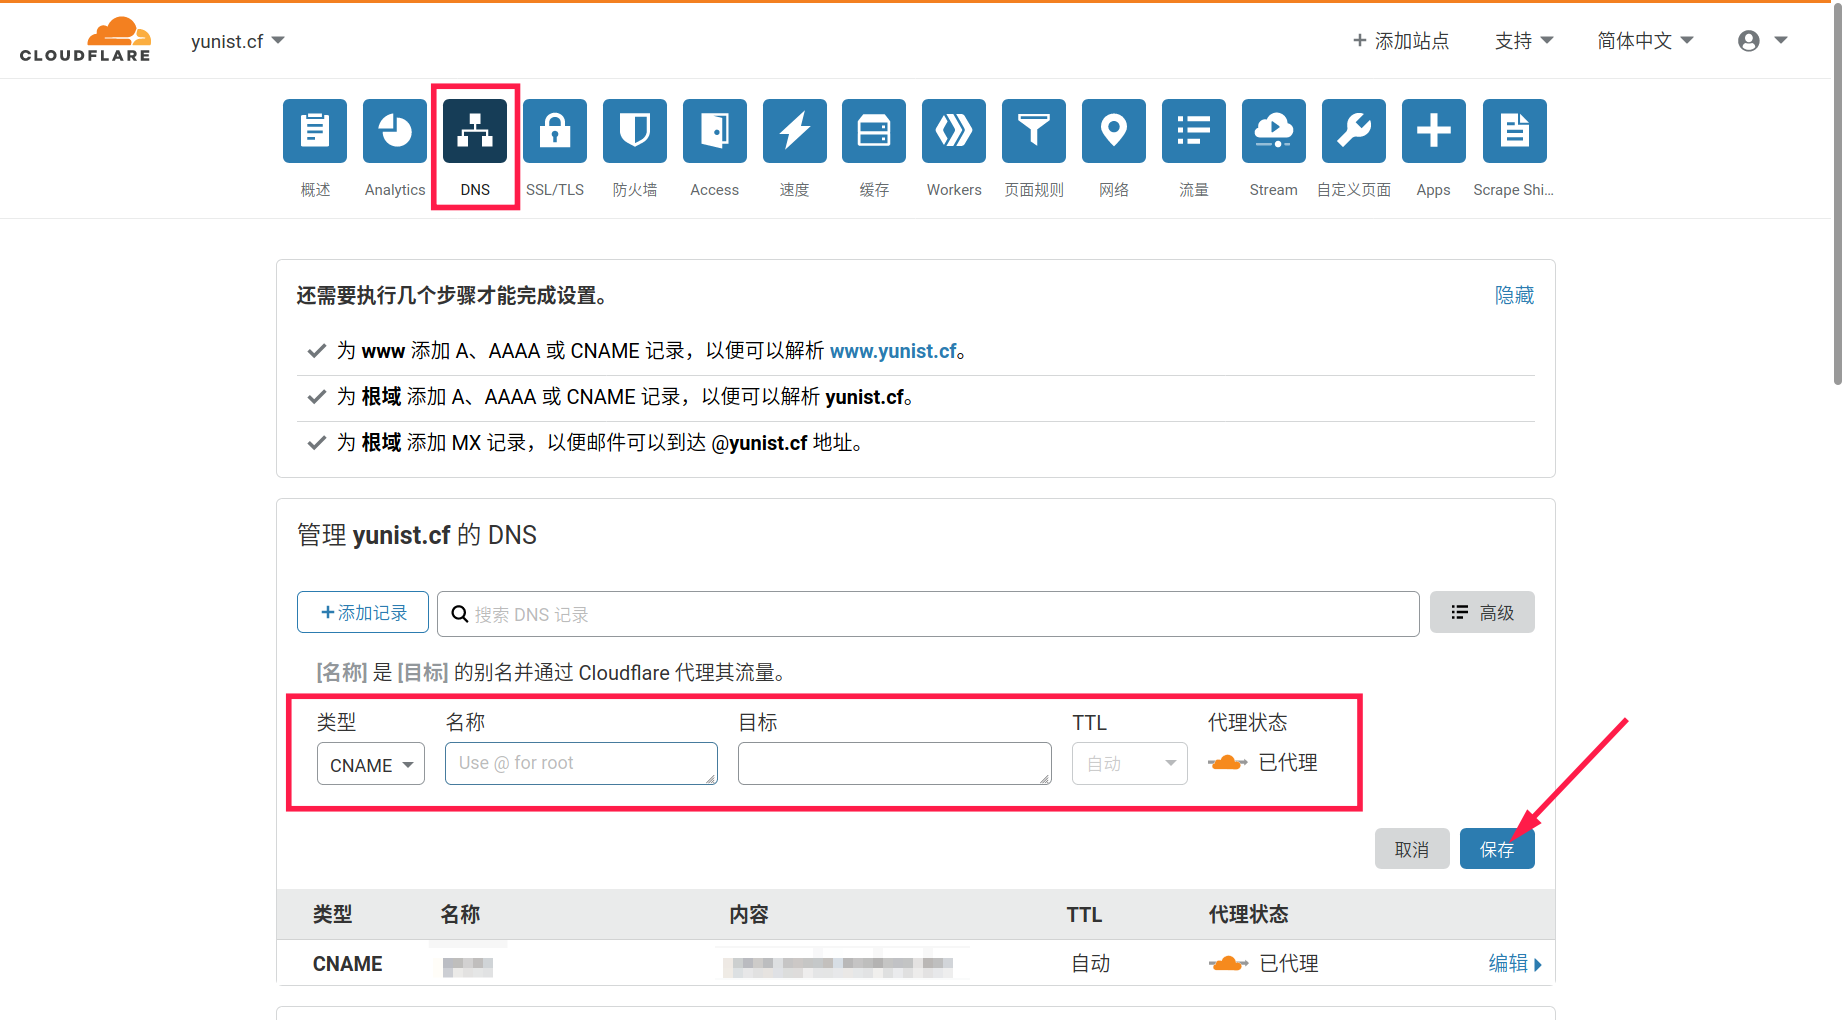 CLOUDFLARE
yunist.cf
添加站点
支持
简体中文
概述
Analytics
DNS
SSL/TLS
防火墙
Access
速度
缓存
Workers
页面规则
网络
流量
Stream
自定义页面
Apps
Scrape Shi...
还需要执行几个步骤才能完成设置。
隐藏
为 www 添加 A、AAAA 或 CNAME 记录，以便可以解析 www.yunist.cf。
为 根域 添加 A、AAAA 或 CNAME 记录，以便可以解析 yunist.cf。
为 根域 添加 MX 记录，以便邮件可以到达 @yunist.cf 地址。
管理 yunist.cf 的 DNS
+添加记录
搜索 DNS 记录
高级
[名称] 是 [目标] 的别名并通过 Cloudflare 代理其流量。
类型 名称 目标 TTL 代理状态
CNAME Use @ for root 自动 已代理
取消 保存
类型 名称 内容 TTL 代理状态
CNAME 自动 已代理 编辑